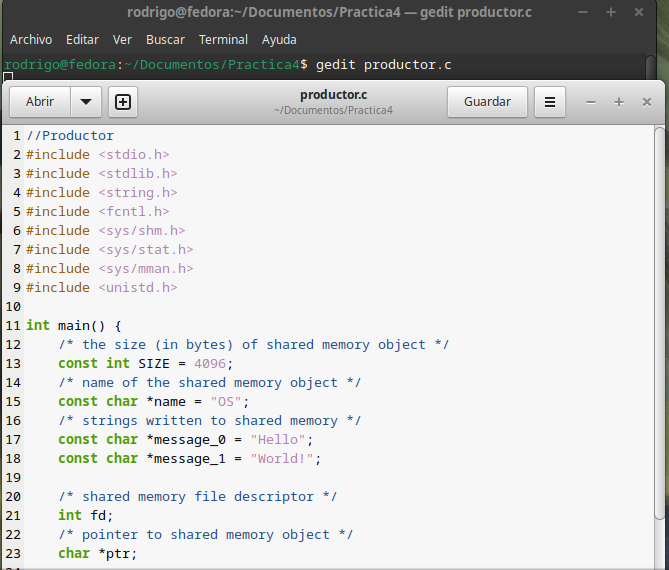 rodrigo@fedora:~/Documentos/Practica4 — gedit productor.c
Archivo Editar Ver Buscar Terminal Ayuda
rodrigo@fedora:~/Documentos/Practica4$ gedit productor.c
Abrir productor.c Guardar
~/Documentos/Practica4
1 //Productor
2 #include <stdio.h>
3 #include <stdlib.h>
4 #include <string.h>
5 #include <fcntl.h>
6 #include <sys/shm.h>
7 #include <sys/stat.h>
8 #include <sys/mman.h>
9 #include <unistd.h>
10
11 int main() {
12     /* the size (in bytes) of shared memory object */
13     const int SIZE = 4096;
14     /* name of the shared memory object */
15     const char *name = "OS";
16     /* strings written to shared memory */
17     const char *message_0 = "Hello";
18     const char *message_1 = "World!";
19
20     /* shared memory file descriptor */
21     int fd;
22     /* pointer to shared memory object */
23     char *ptr;